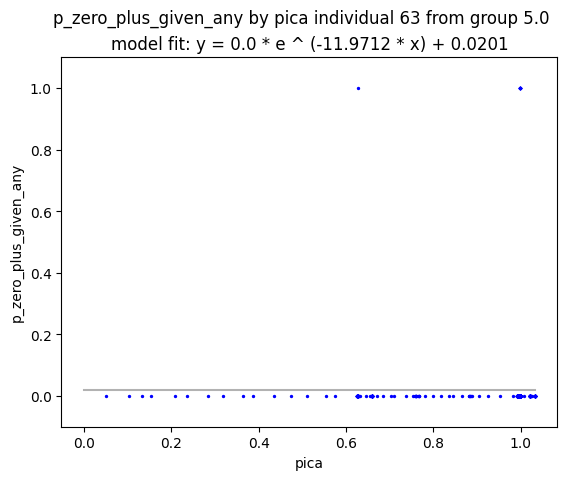 p_zero_plus_given_any by pica individual 63 from group 5.0
model fit: y = 0.0 * e ^ (-11.9712 * x) + 0.0201
1.0
0.8
0.6
0.4
0.2
0.0
p_zero_plus_given_any
0.0 0.2 0.4 0.6 0.8 1.0
pica